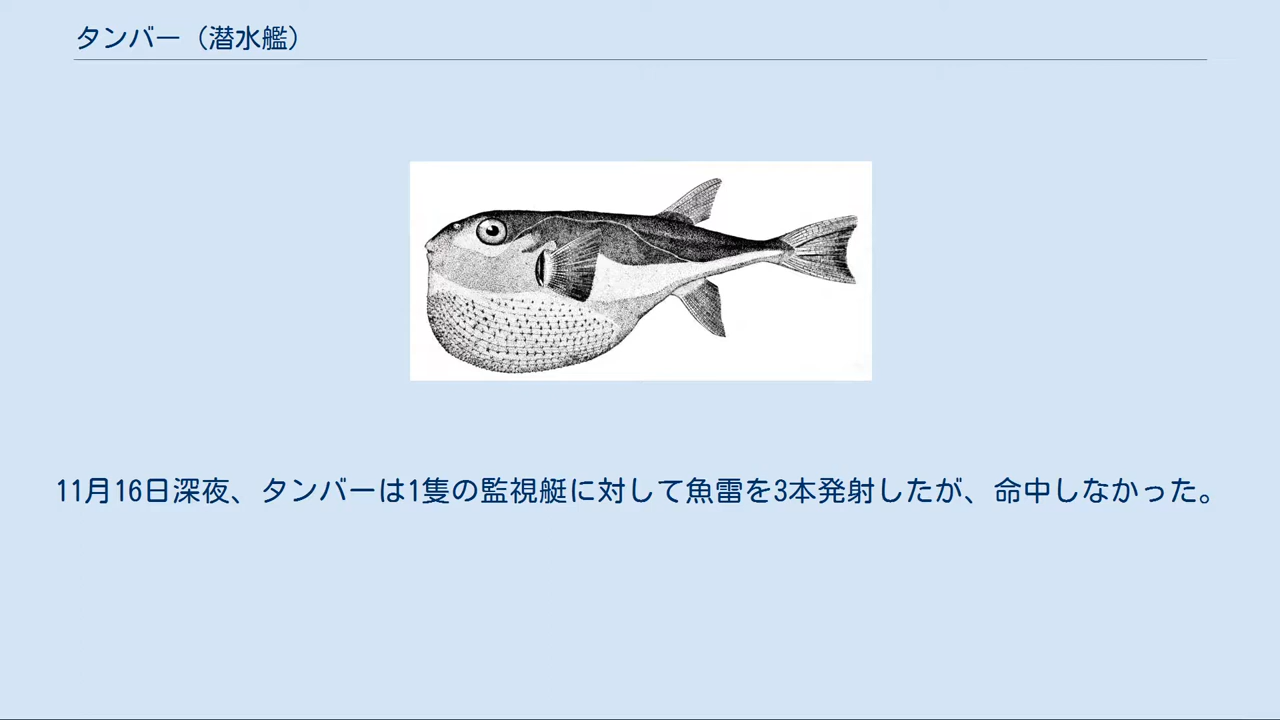 タンバー（潜水艦）
11月16日深夜、タンバーは1隻の監視艇に対して魚雷を3本発射したが、命中しなかった。